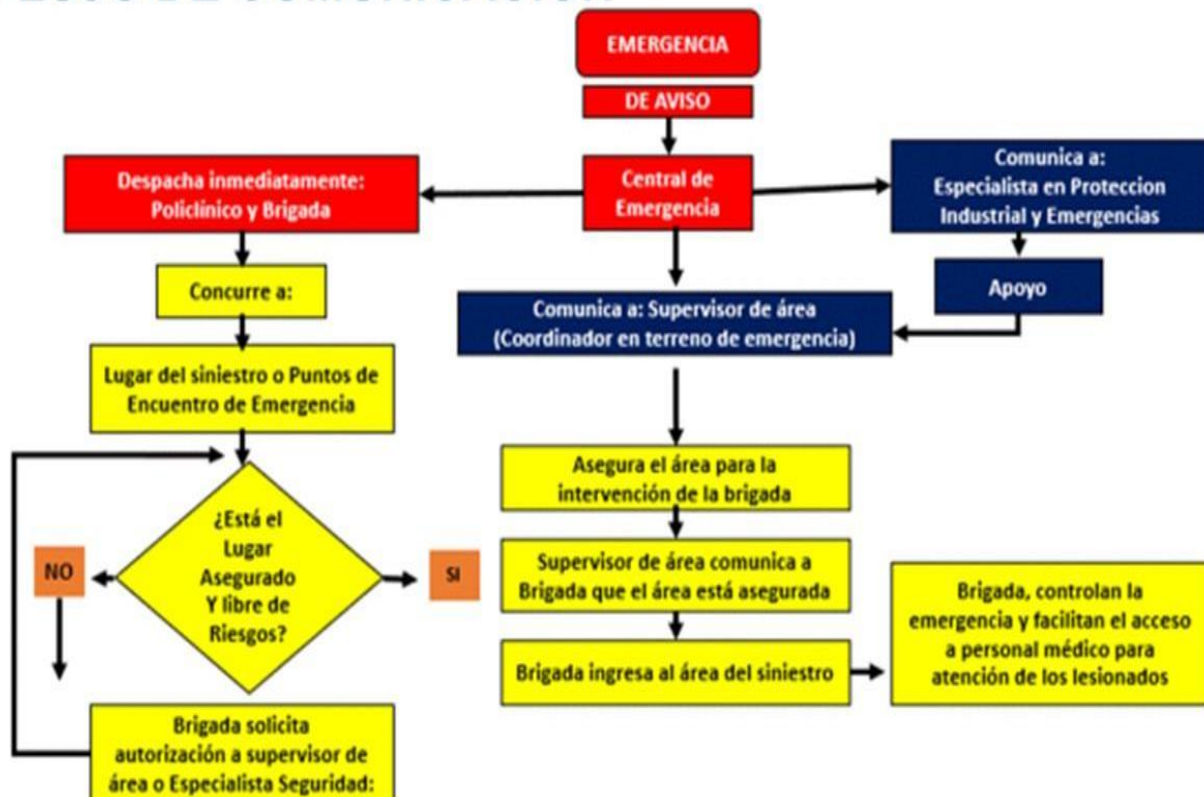 EMERGENCIA
DE AVISO
Central de
Emergencia
Despacha inmediatamente:
Policlínico y Brigada
Comunica a:
Especialista en Proteccion
Industrial y Emergencias
Concurre a:
Apoyo
Comunica a: Supervisor de área
(Coordinador en terreno de emergencia)
Lugar del siniestro o Puntos de
Encuentro de Emergencia
Asegura el área para la
intervención de la brigada
¿Está el
Lugar
Asegurado
Y libre de
Riesgos?
NO
SI
Supervisor de área comunica a
Brigada que el área está asegurada
Brigada ingresa al área del siniestro
Brigada, controlan la
emergencia y facilitan el acceso
a personal médico para
atención de los lesionados
Brigada solicita
autorización a supervisor de
área o Especialista Seguridad: